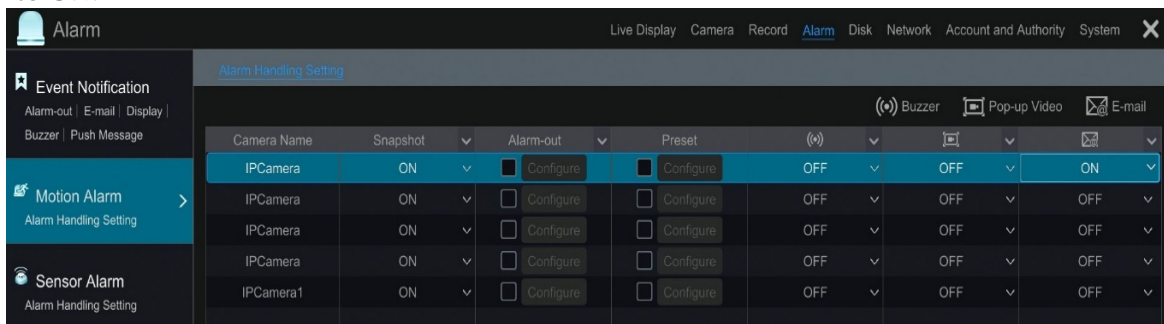 Alarm Live Display Camera Record Alarm Disk Network Account and Authority System
Event Notification
Alarm-out | E-mail | Display |
Buzzer | Push Message
Motion Alarm
Alarm Handling Setting
Sensor Alarm
Alarm Handling Setting
Alarm Handling Setting
Buzzer Pop-up Video E-mail
Camera Name Snapshot Alarm-out Preset
IPCamera ON Configure Configure OFF OFF ON
IPCamera ON Configure Configure OFF OFF OFF
IPCamera ON Configure Configure OFF OFF OFF
IPCamera ON Configure Configure OFF OFF OFF
IPCamera1 ON Configure Configure OFF OFF OFF